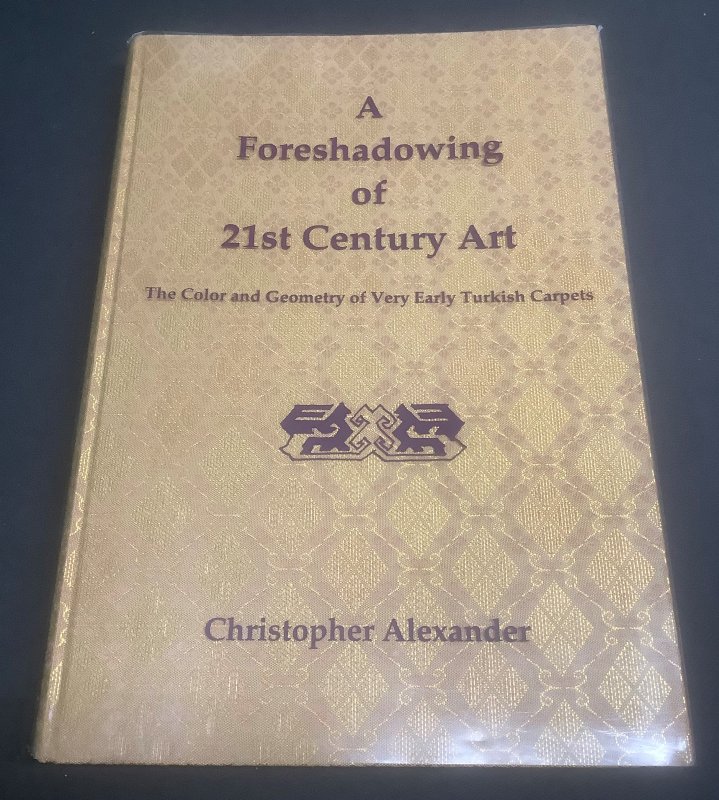 A
Foreshadowing
of
21st Century Art
The Color and Geometry of Very Early Turkish Carpets
Christopher Alexander